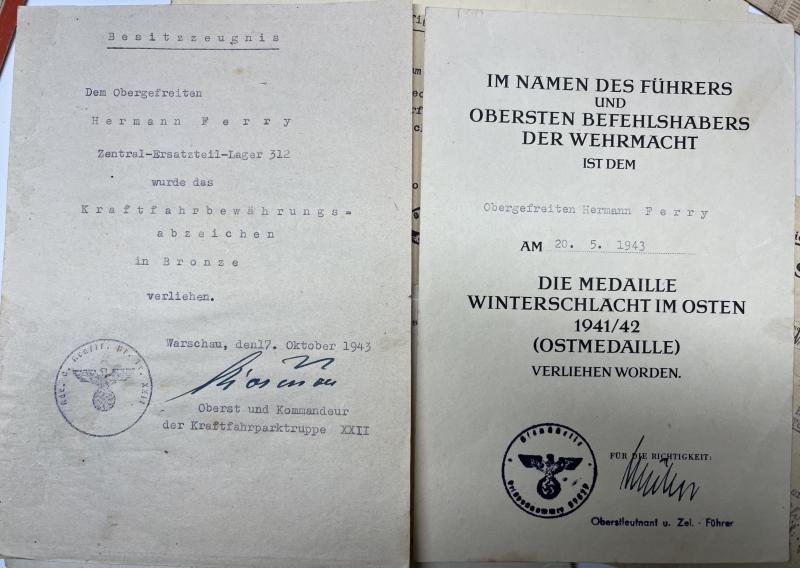 Besitzzeugnis
Dem Obergefreiten
Hermann Ferry
Zentral-Ersatzteil-Lager 312
wurde das
Kraftfahrbewährungs=
abzeichen
in Bronze
verliehen.
Warschau, den17. Oktober 1943
Oberst und Kommandeur
der Kraftfahrparktruppe XXII
IM NAMEN DES FÜHRERS
UND
OBERSTEN BEFEHLSHABERS
DER WEHRMACHT
IST DEM
Obergefreiten Hermann Ferry
AM 20. 5. 1943
DIE MEDAILLE
WINTERSCHLACHT IM OSTEN
1941/42
(OSTMEDAILLE)
VERLIEHEN WORDEN.
Dienststelle
FÜR DIE RICHTIGKEIT:
Oberstleutnant u. Zel. - Führer